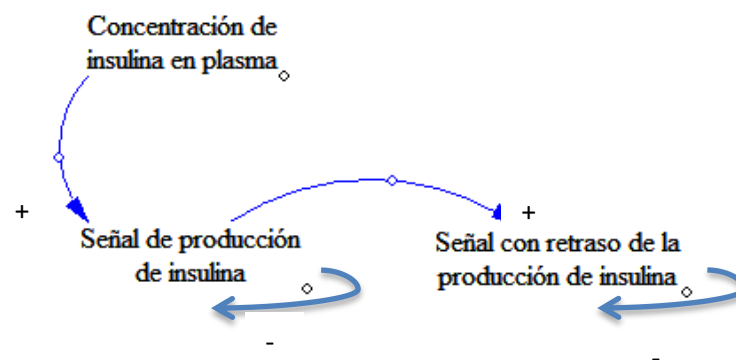 Concentración de
insulina en plasma
+
+
Señal de producción
de insulina
Señal con retraso de la
producción de insulina
-
-